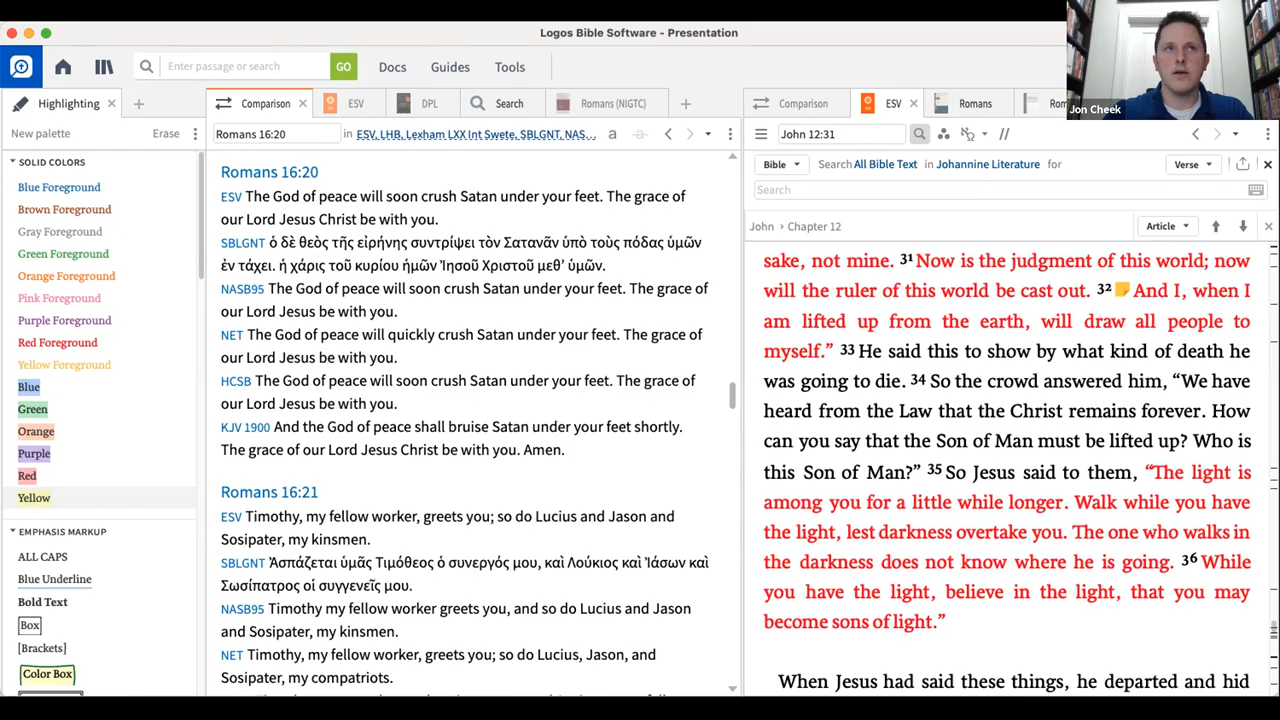 Logos Bible Software - Presentation
Enter passage or search
GO
Docs
Guides
Tools
Jon Cheek
Highlighting
Comparison
ESV
DPL
Search
Romans (NIGTC)
Comparison
ESV
Romans
New palette
Erase
Romans 16:20
in
ESV, LHB, Lexham LXX Int Swete, SBLGNT, NAS...
a
a
John 12:31
SOLID COLORS
Blue Foreground
Brown Foreground
Gray Foreground
Green Foreground
Orange Foreground
Pink Foreground
Purple Foreground
Red Foreground
Yellow Foreground
Blue
Green
Orange
Purple
Red
Yellow
EMPHASIS MARKUP
ALL CAPS
Blue Underline
Bold Text
Box
[Brackets]
Color Box
Romans 16:20
ESV The God of peace will soon crush Satan under your feet. The grace of
our Lord Jesus Christ be with you.
SBLGNT ὁ δὲ θεὸς τῆς εἰρήνης συντρίψει τὸν Σατανᾶν ὑπὸ τοὺς πόδας ὑμῶν
ἐν τάχει. ἡ χάρις τοῦ κυρίου ἡμῶν Ἰησοῦ Χριστοῦ μεθ’ ὑμῶν.
NASB95 The God of peace will soon crush Satan under your feet. The grace of
our Lord Jesus be with you.
NET The God of peace will quickly crush Satan under your feet. The grace of
our Lord Jesus be with you.
HCSB The God of peace will soon crush Satan under your feet. The grace of
our Lord Jesus be with you.
KJV 1900 And the God of peace shall bruise Satan under your feet shortly.
The grace of our Lord Jesus Christ be with you. Amen.
Romans 16:21
ESV Timothy, my fellow worker, greets you; so do Lucius and Jason and
Sosipater, my kinsmen.
SBLGNT Ἀσπάζεται ὑμᾶς Τιμόθεος ὁ συνεργός μου, καὶ Λούκιος καὶ Ἰάσων καὶ
Σωσίπατρος οἱ συγγενεῖς μου.
NASB95 Timothy my fellow worker greets you, and so do Lucius and Jason
and Sosipater, my kinsmen.
NET Timothy, my fellow worker, greets you; so do Lucius, Jason, and
Sosipater, my compatriots.
Bible
Search All Bible Text in Johannine Literature for
Verse
Search
John › Chapter 12
Article
sake, not mine. 31 Now is the judgment of this world; now
will the ruler of this world be cast out. 32 And I, when I
am lifted up from the earth, will draw all people to
myself.” 33 He said this to show by what kind of death he
was going to die. 34 So the crowd answered him, “We have
heard from the Law that the Christ remains forever. How
can you say that the Son of Man must be lifted up? Who is
this Son of Man?” 35 So Jesus said to them, “The light is
among you for a little while longer. Walk while you have
the light, lest darkness overtake you. The one who walks in
the darkness does not know where he is going. 36 While
you have the light, believe in the light, that you may
become sons of light.”
When Jesus had said these things, he departed and hid